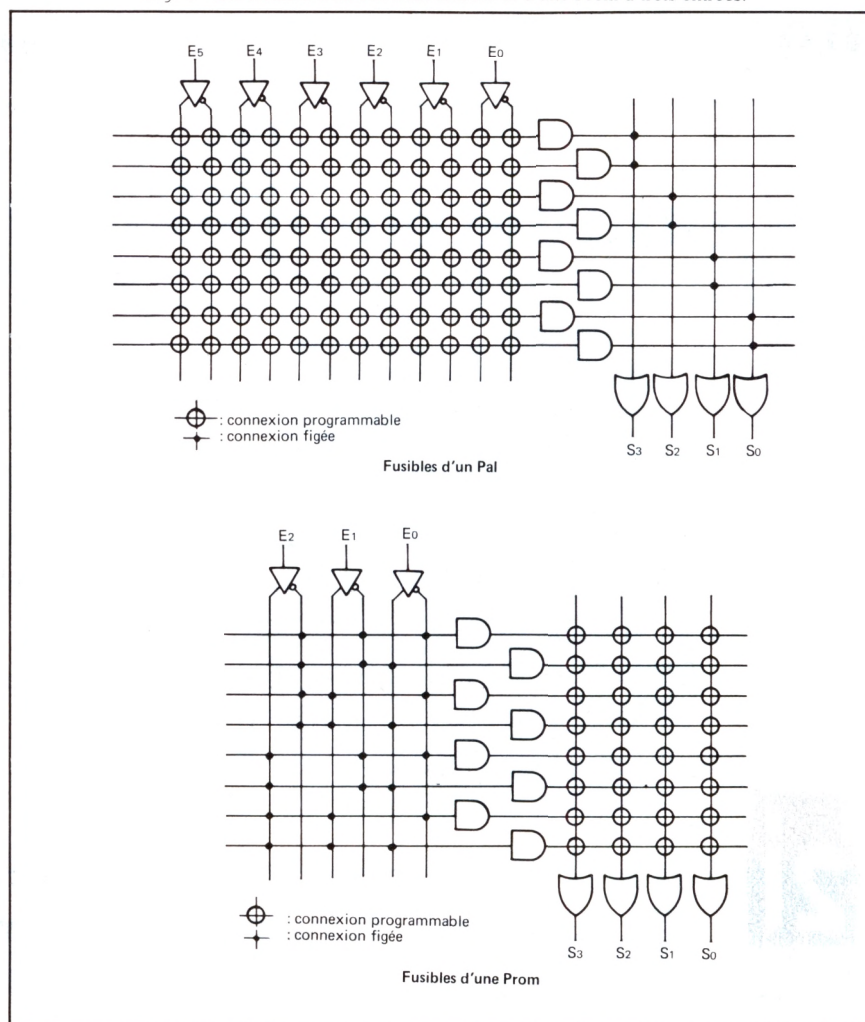 E5 E4 E3 E2 E1 E0
: connexion programmable
: connexion figée
S3 S2 S1 S0
Fusibles d'un Pal
E2 E1 E0
: connexion programmable
: connexion figée
S3 S2 S1 S0
Fusibles d'une Prom